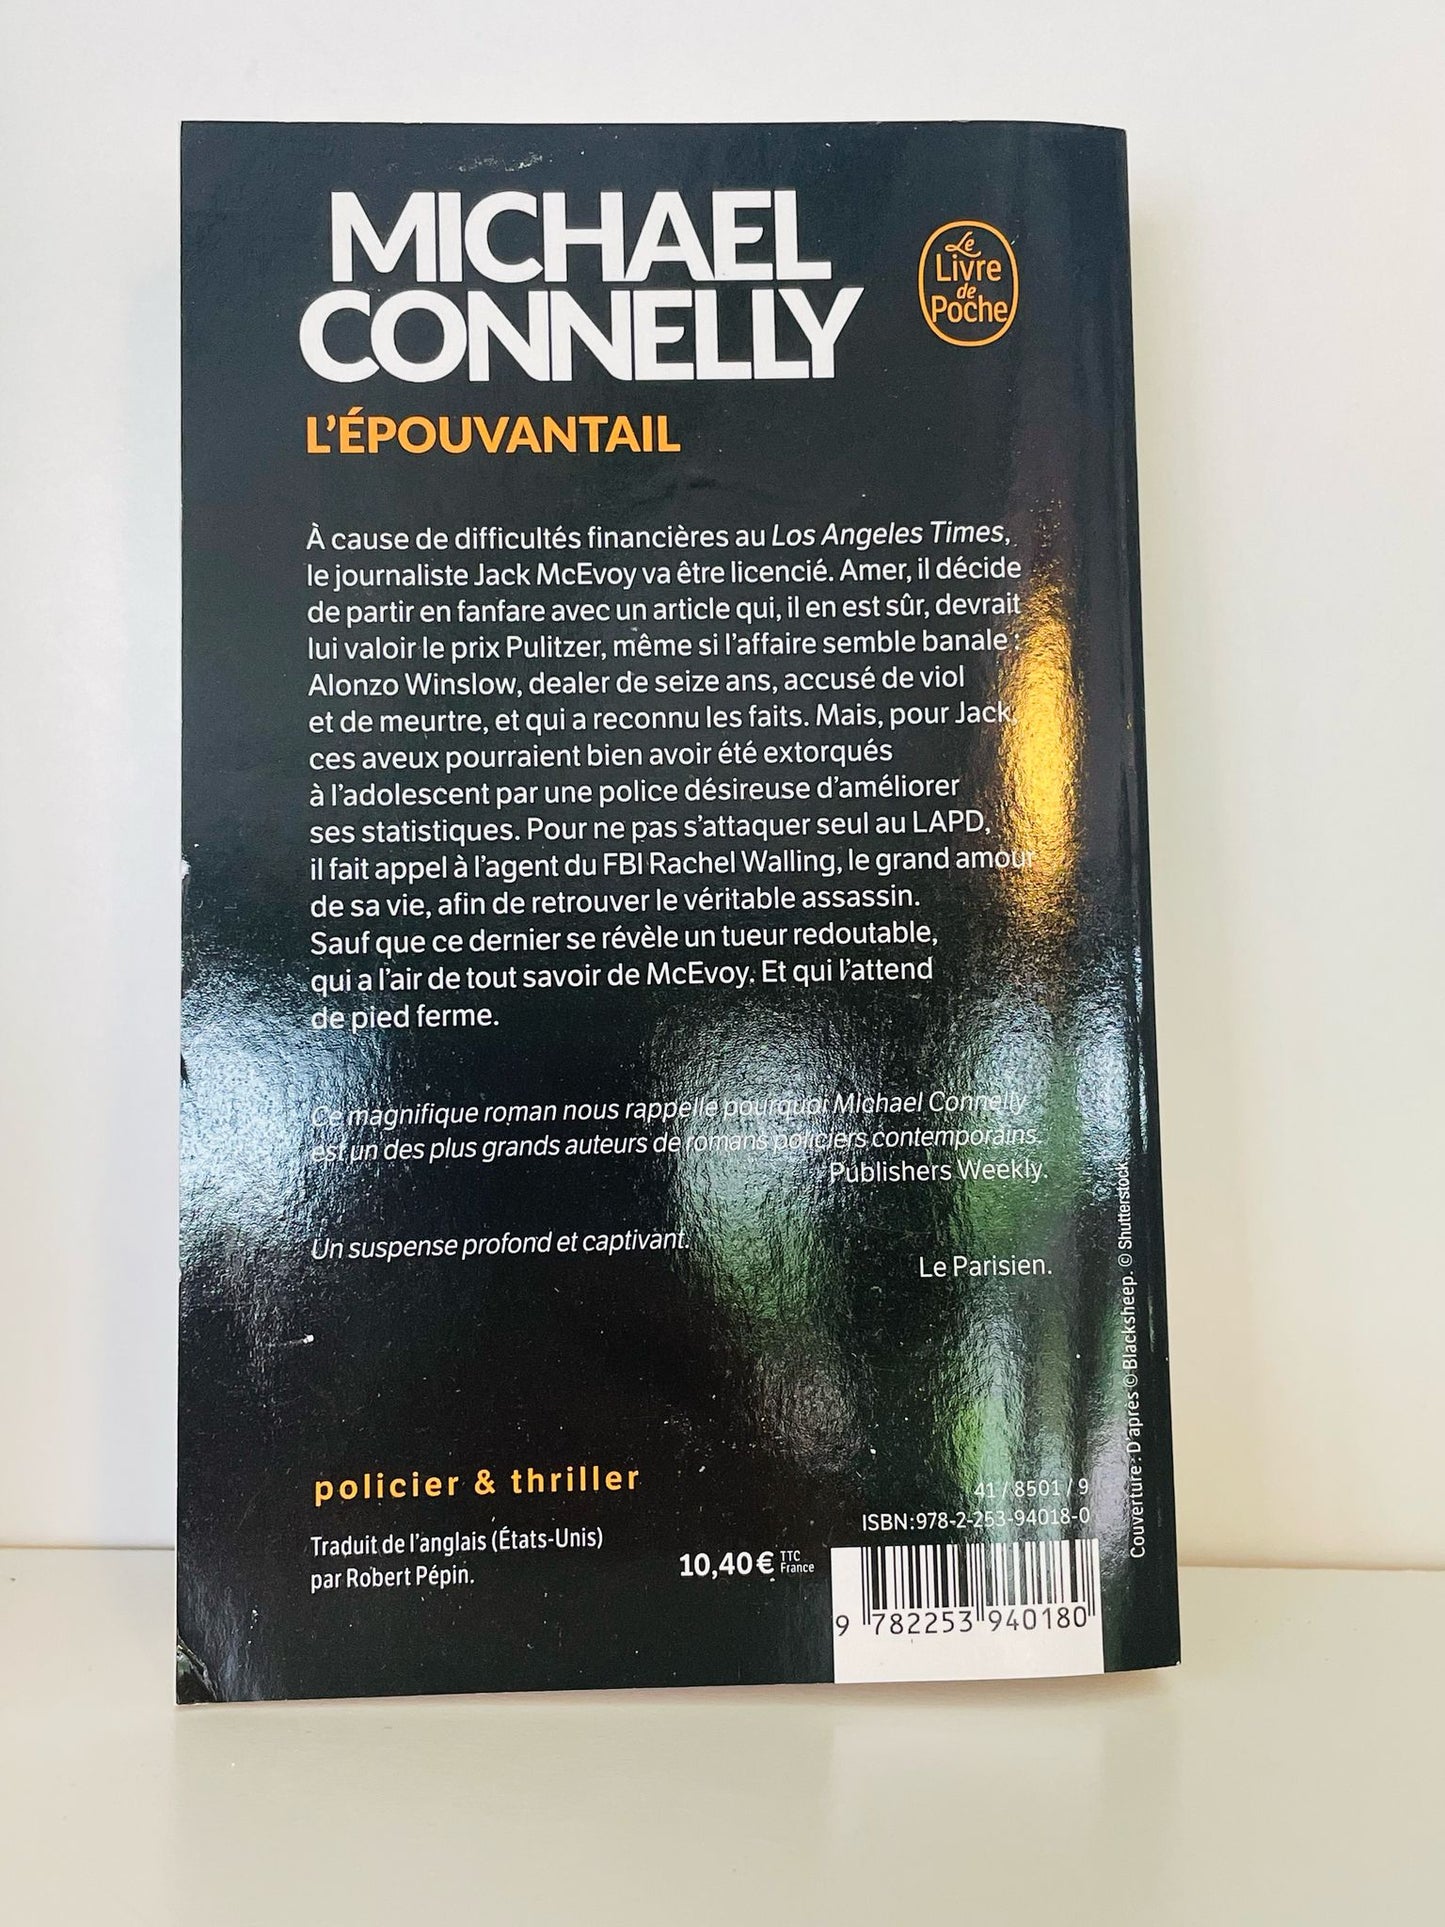 MICHAEL
CONNELLY
Le
Livre
de
Poche
L'ÉPOUVANTAIL
À cause de difficultés financières au Los Angeles Times,
le journaliste Jack McEvoy va être licencié. Amer, il décide
de partir en fanfare avec un article qui, il en est sûr, devrait
lui valoir le prix Pulitzer, même si l'affaire semble banale :
Alonzo Winslow, dealer de seize ans, accusé de viol
et de meurtre, et qui a reconnu les faits. Mais, pour Jack,
ces aveux pourraient bien avoir été extorqués
à l'adolescent par une police désireuse d'améliorer
ses statistiques. Pour ne pas s'attaquer seul au LAPD,
il fait appel à l'agent du FBI Rachel Walling, le grand amour
de sa vie, afin de retrouver le véritable assassin.
Sauf que ce dernier se révèle un tueur redoutable,
qui a l'air de tout savoir de McEvoy. Et qui l'attend
de pied ferme.
Ce magnifique roman nous rappelle pourquoi Michael Connelly
est un des plus grands auteurs de romans policiers contemporains.
Publishers Weekly.
Un suspense profond et captivant.
Le Parisien.
policier & thriller
Traduit de l'anglais (États-Unis)
par Robert Pépin.
10,40 € TTC
France
41 / 8501 / 9
ISBN:978-2-253-94018-0
9 782253 940180
Couverture : D'après © Blacksheep. © Shutterstock.